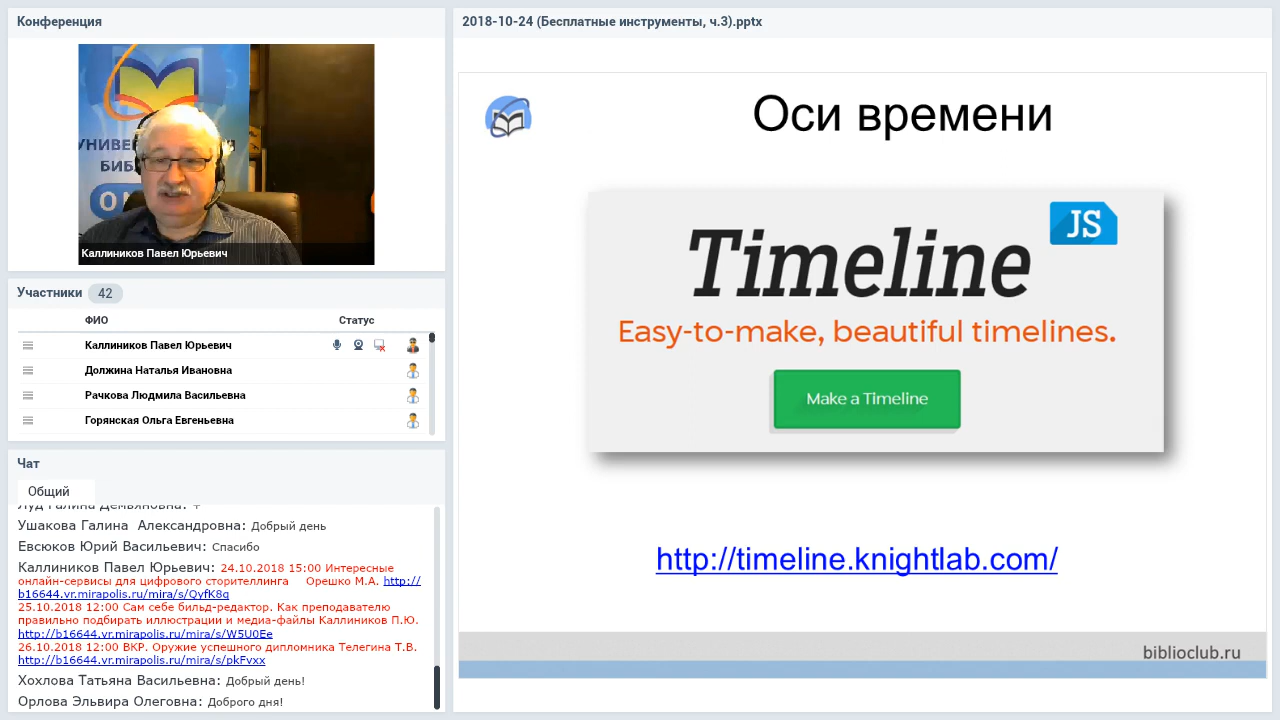 Конференция
УНИВЕ
БИБ
Каллиников Павел Юрьевич
Участники 42
ФИО Статус
Каллиников Павел Юрьевич
Должина Наталья Ивановна
Рачкова Людмила Васильевна
Горянская Ольга Евгеньевна
Чат
Общий
Луд Галина Демьяновна: +
Ушакова Галина Александровна: Добрый день
Евсюков Юрий Васильевич: Спасибо
Каллиников Павел Юрьевич: 24.10.2018 15:00 Интересные
онлайн-сервисы для цифрового сторителлинга Орешко М.А. http://
b16644.vr.mirapolis.ru/mira/s/QyfK8q
25.10.2018 12:00 Сам себе бильд-редактор. Как преподавателю
правильно подбирать иллюстрации и медиа-файлы Каллиников П.Ю.
http://b16644.vr.mirapolis.ru/mira/s/W5U0Ee
26.10.2018 12:00 ВКР. Оружие успешного дипломника Телегина Т.В.
http://b16644.vr.mirapolis.ru/mira/s/pkFvxx
Хохлова Татьяна Васильевна: Добрый день!
Орлова Эльвира Олеговна: Доброго дня!
2018-10-24 (Бесплатные инструменты, ч.3).pptx
Оси времени
Timeline JS
Easy-to-make, beautiful timelines.
Make a Timeline
http://timeline.knightlab.com/
biblioclub.ru